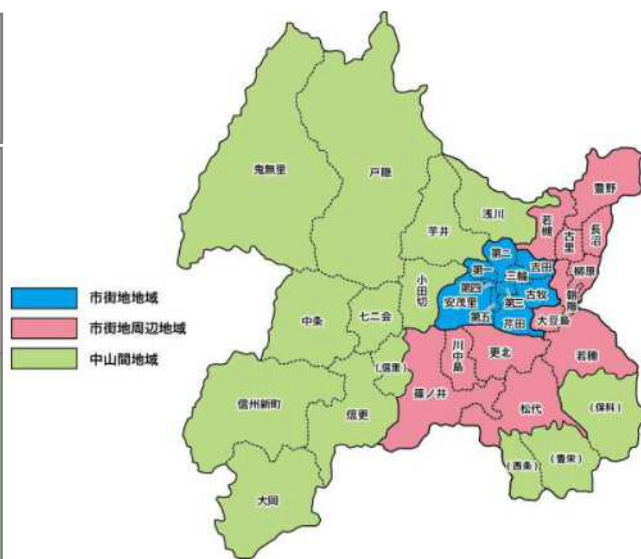 市街地地域
市街地周辺地域
中山間地域
鬼無里
戸隠
芋井
浅川
豊野
若槻
古里
長沼
柳原
朝陽
第二
吉田
第一
三輪
第四
古牧
安茂里
第三
第五
芹田
大豆島
小田切
中条
七二会
(信里)
川中島
更北
若穂
信州新町
信更
篠ノ井
松代
(保科)
(西条)
(豊栄)
大岡